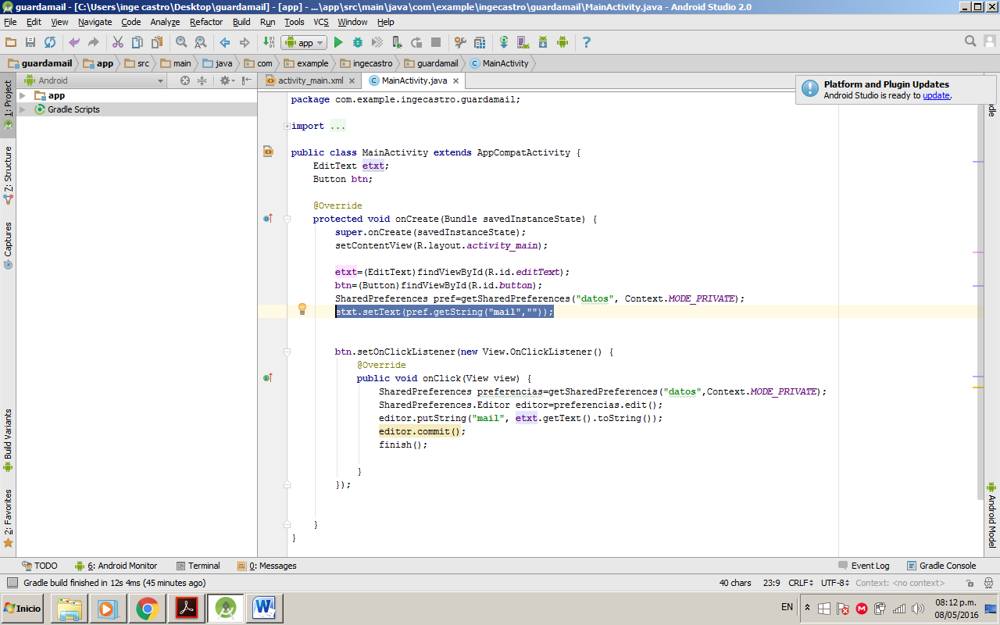 guardamail - [C:\Users\inge castro\Desktop\guardamail] - [app] - ...\app\src\main\java\com\example\ingecastro\guardamail\MainActivity.java - Android Studio 2.0
File Edit View Navigate Code Analyze Refactor Build Run Tools VCS Window Help
app
guardamail app src main java com example ingecastro guardamail MainActivity
Android
activity_main.xml MainActivity.java
Platform and Plugin Updates
Android Studio is ready to update.
1: Project
7: Structure
Captures
Build Variants
2: Favorites
app
Gradle Scripts
package com.example.ingecastro.guardamail;
import ...
public class MainActivity extends AppCompatActivity {
EditText etxt;
Button btn;
@Override
protected void onCreate(Bundle savedInstanceState) {
super.onCreate(savedInstanceState);
setContentView(R.layout.activity_main);
etxt=(EditText)findViewById(R.id.editText);
btn=(Button)findViewById(R.id.button);
SharedPreferences pref=getSharedPreferences("datos", Context.MODE_PRIVATE);
etxt.setText(pref.getString("mail",""));
btn.setOnClickListener(new View.OnClickListener() {
@Override
public void onClick(View view) {
SharedPreferences preferencias=getSharedPreferences("datos",Context.MODE_PRIVATE);
SharedPreferences.Editor editor=preferencias.edit();
editor.putString("mail", etxt.getText().toString());
editor.commit();
finish();
}
});
}
}
Android Model
TODO 6: Android Monitor Terminal 0: Messages Event Log Gradle Console
Gradle build finished in 12s 4ms (45 minutes ago) 40 chars 23:9 CRLF UTF-8 Context: <no context>
Inicio EN 08:12 p.m.
08/05/2016